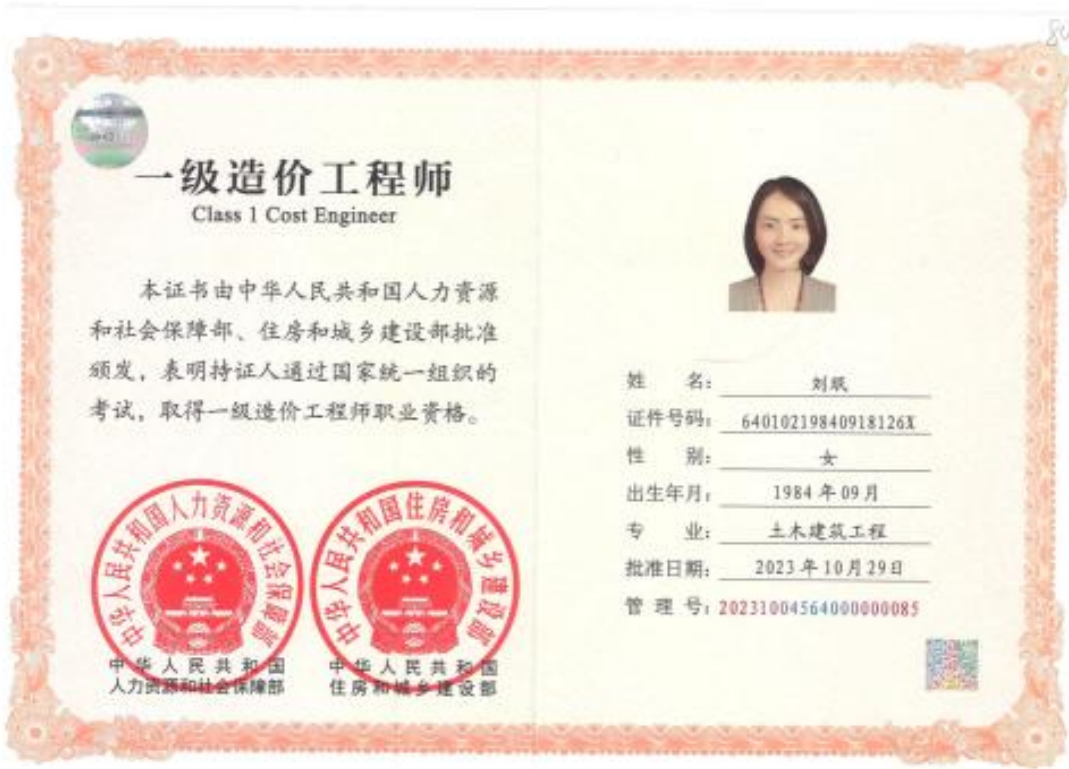 一级造价工程师
Class 1 Cost Engineer
本证书由中华人民共和国人力资源
和社会保障部、住房和城乡建设部批准
颁发，表明持证人通过国家统一组织的
考试，取得一级造价工程师职业资格。
中华人民共和国人力资源和社会保障部
中华人民共和国
人力资源和社会保障部
中华人民共和国住房和城乡建设部
中华人民共和国
住房和城乡建设部
姓 名： 刘珉
证件号码： 64010219840918126X
性 别： 女
出生年月： 1984年09月
专 业： 土木建筑工程
批准日期： 2023年10月29日
管 理 号：20231004564000000085